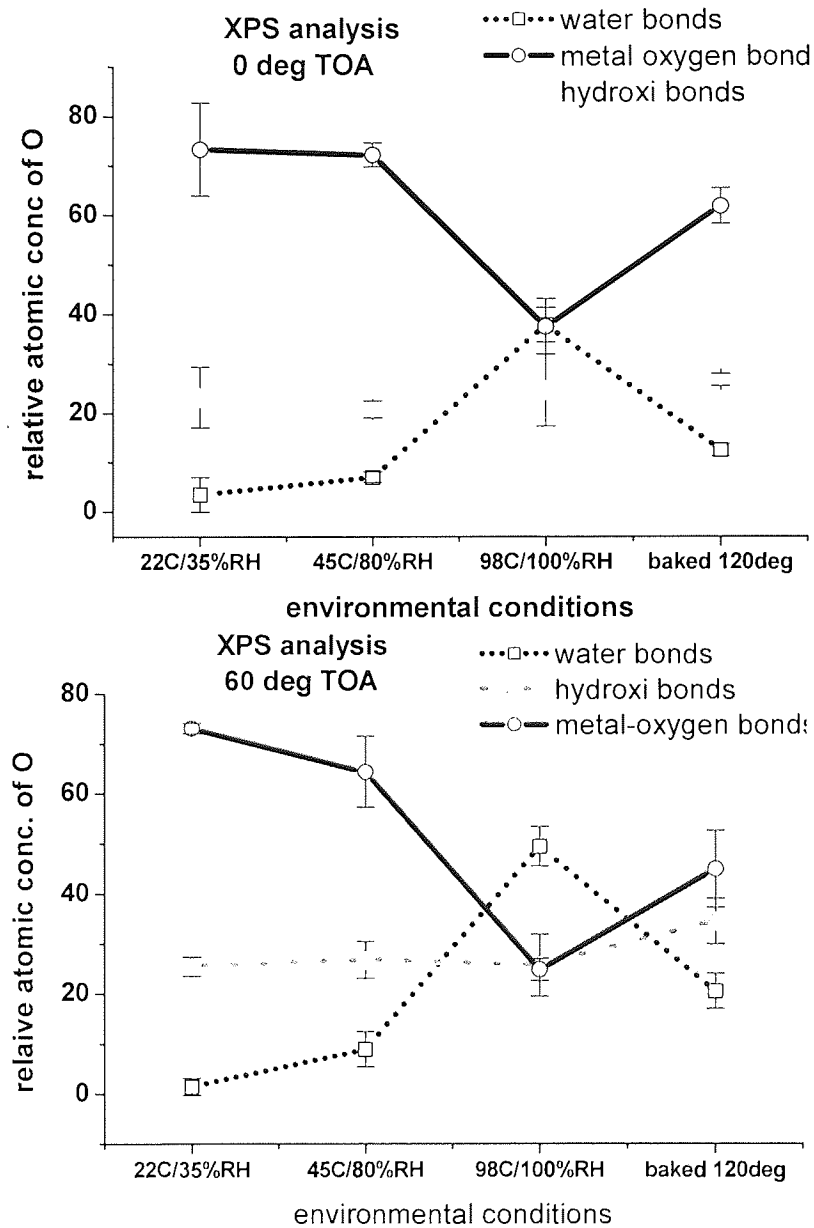 XPS analysis
0 deg TOA
water bonds
metal oxygen bond
hydroxi bonds
relative atomic conc of O
80
60
40
20
0
22C/35%RH
45C/80%RH
98C/100%RH
baked 120deg
environmental conditions
XPS analysis
60 deg TOA
water bonds
hydroxi bonds
metal-oxygen bonds
relaive atomic conc. of O
80
60
40
20
0
22C/35%RH
45C/80%RH
98C/100%RH
baked 120deg
environmental conditions